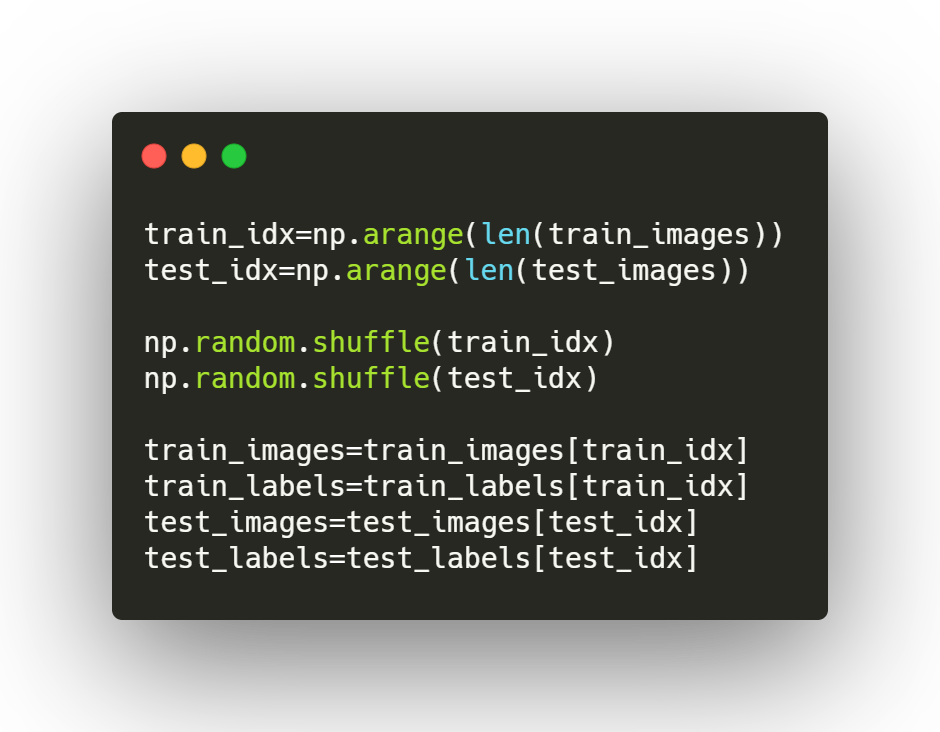 train_idx=np.arange(len(train_images))
test_idx=np.arange(len(test_images))
np.random.shuffle(train_idx)
np.random.shuffle(test_idx)
train_images=train_images[train_idx]
train_labels=train_labels[train_idx]
test_images=test_images[test_idx]
test_labels=test_labels[test_idx]